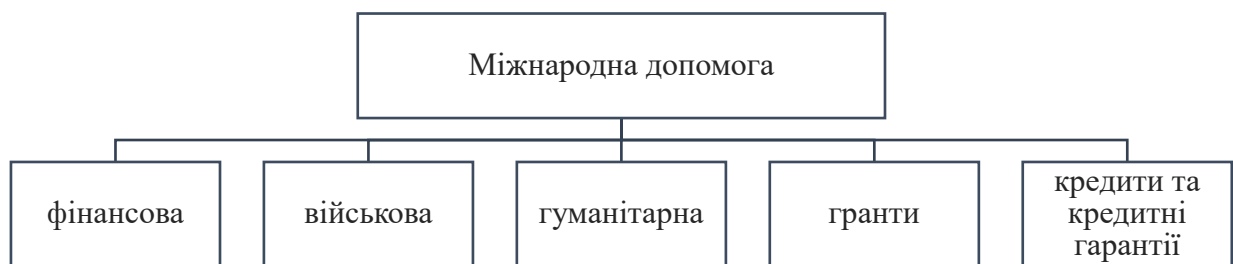 Міжнародна допомога
фінансова
військова
гуманітарна
гранти
кредити та
кредитні
гарантії